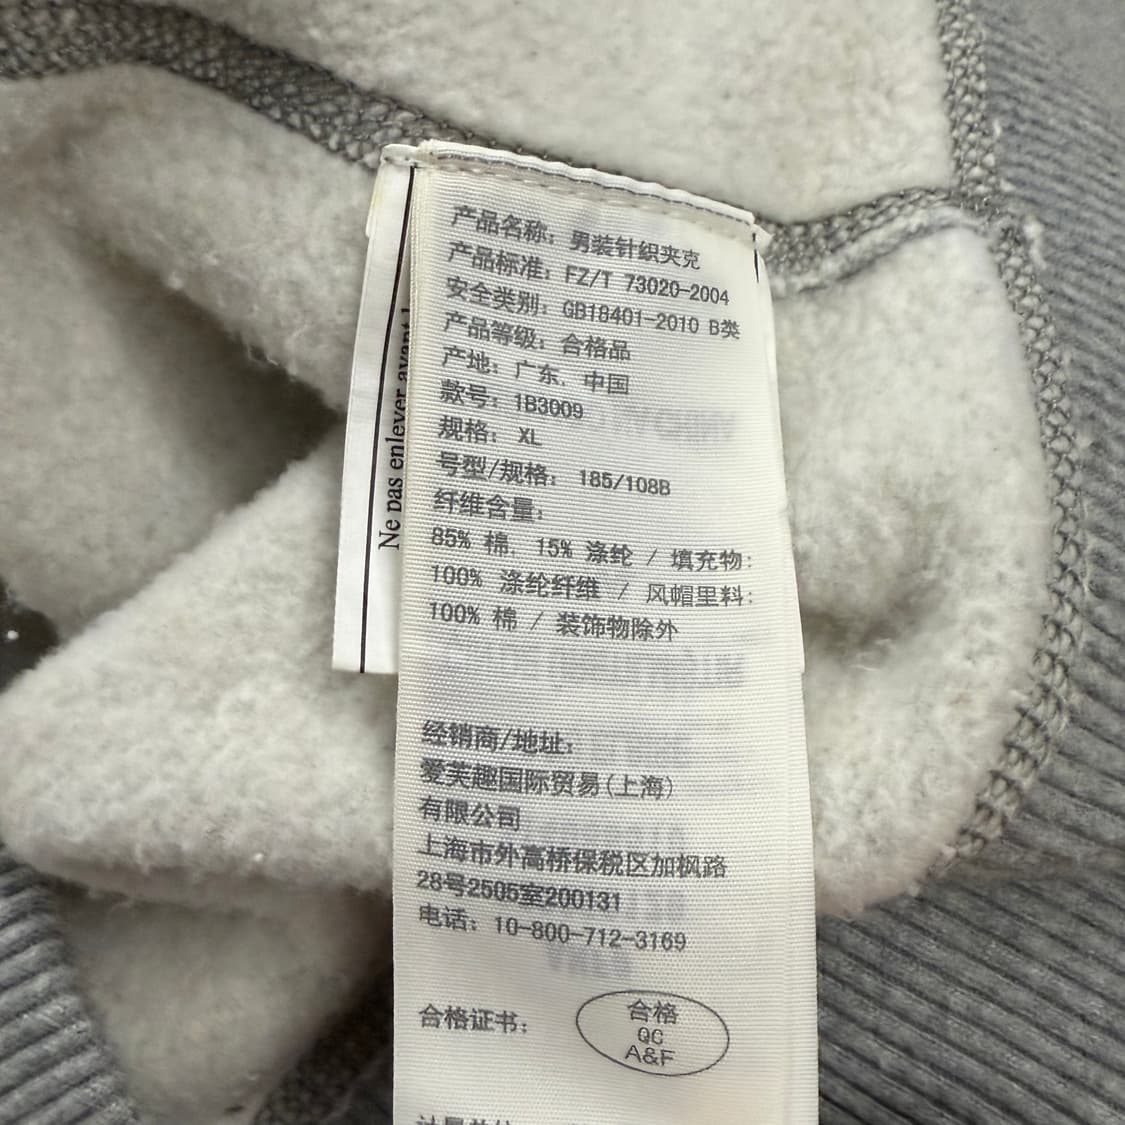 产品名称：男装针织夹克
产品标准：FZ/T 73020-2004
安全类别：GB18401-2010 B类
产品等级：合格品
产地：广东，中国
款号：1B3009
规格：XL
号型/规格：185/108B
纤维含量：
85% 棉，15% 涤纶 / 填充物：
100% 涤纶纤维 / 风帽里料：
100% 棉 / 装饰物除外
经销商/地址：
爱芙趣国际贸易(上海)
有限公司
上海市外高桥保税区加枫路
28号2505室200131
电话：10-800-712-3169
合格证书：
合格
QC
A&F
Ne pas enlever avant l